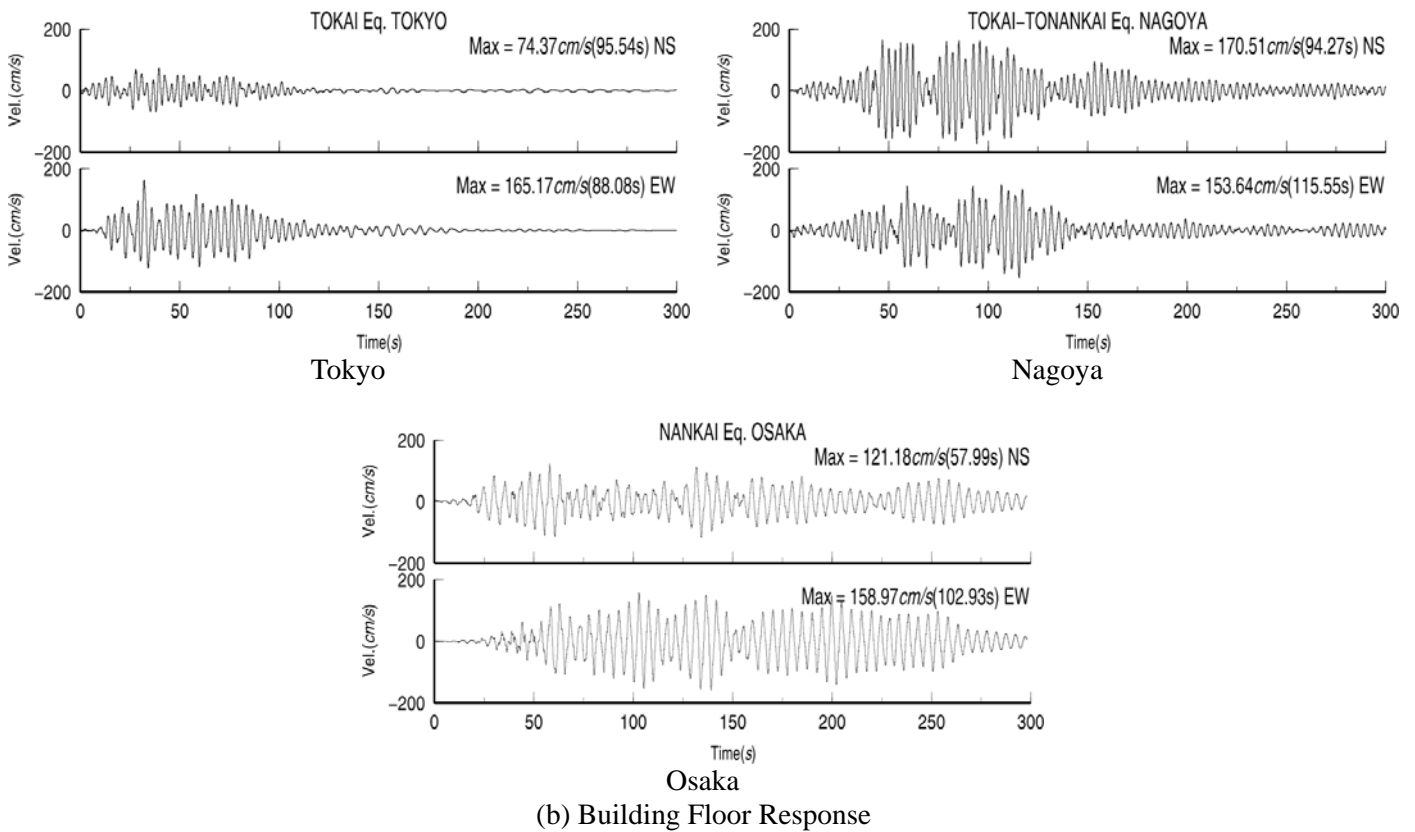 TOKAI Eq. TOKYO
Max = 74.37cm/s(95.54s) NS
200
0
−200
Vel.(cm/s)
Max = 165.17cm/s(88.08s) EW
200
0
−200
Vel.(cm/s)
0 50 100 150 200 250 300
Time(s)
Tokyo
TOKAI−TONANKAI Eq. NAGOYA
Max = 170.51cm/s(94.27s) NS
200
0
−200
Vel.(cm/s)
Max = 153.64cm/s(115.55s) EW
200
0
−200
Vel.(cm/s)
0 50 100 150 200 250 300
Time(s)
Nagoya
NANKAI Eq. OSAKA
Max = 121.18cm/s(57.99s) NS
200
0
−200
Vel.(cm/s)
Max = 158.97cm/s(102.93s) EW
200
0
−200
Vel.(cm/s)
0 50 100 150 200 250 300
Time(s)
Osaka
(b) Building Floor Response